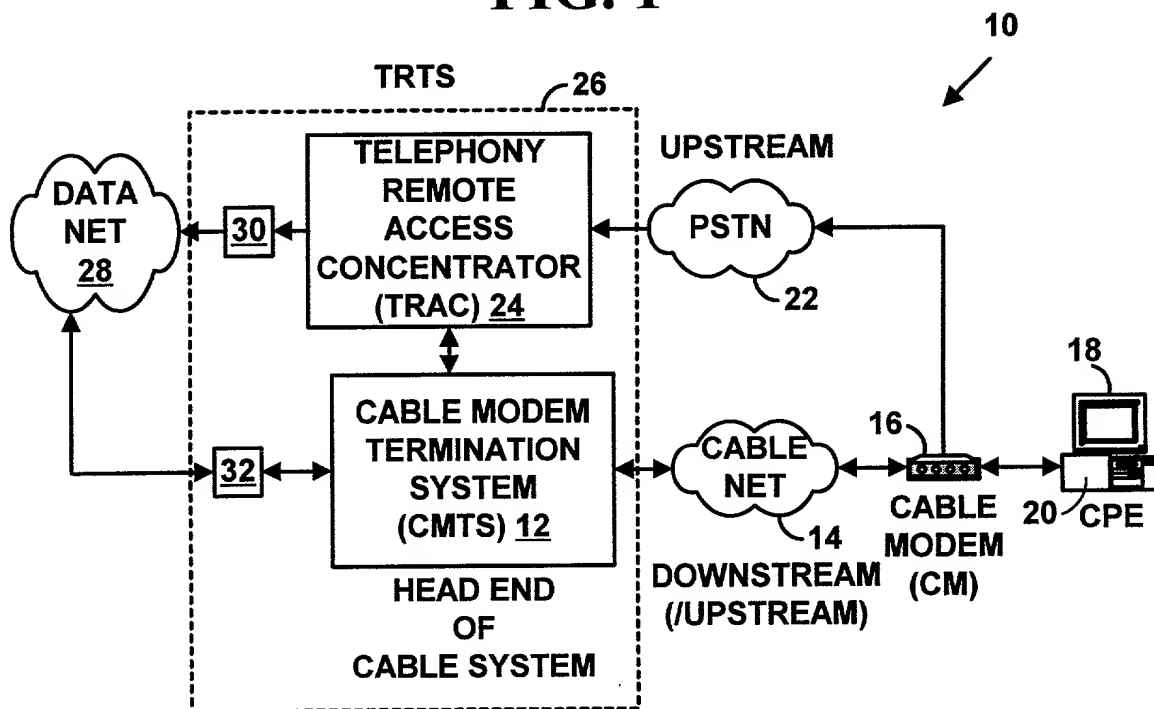 FIG. 1
10
TRTS
26
TELEPHONY
REMOTE
ACCESS
CONCENTRATOR
(TRAC) 24
UPSTREAM
PSTN
22
DATA
NET
28
30
CABLE MODEM
TERMINATION
SYSTEM
(CMTS) 12
32
CABLE
NET
14
DOWNSTREAM
(/UPSTREAM)
16
CABLE
MODEM
(CM)
18
20
CPE
HEAD END
OF
CABLE SYSTEM